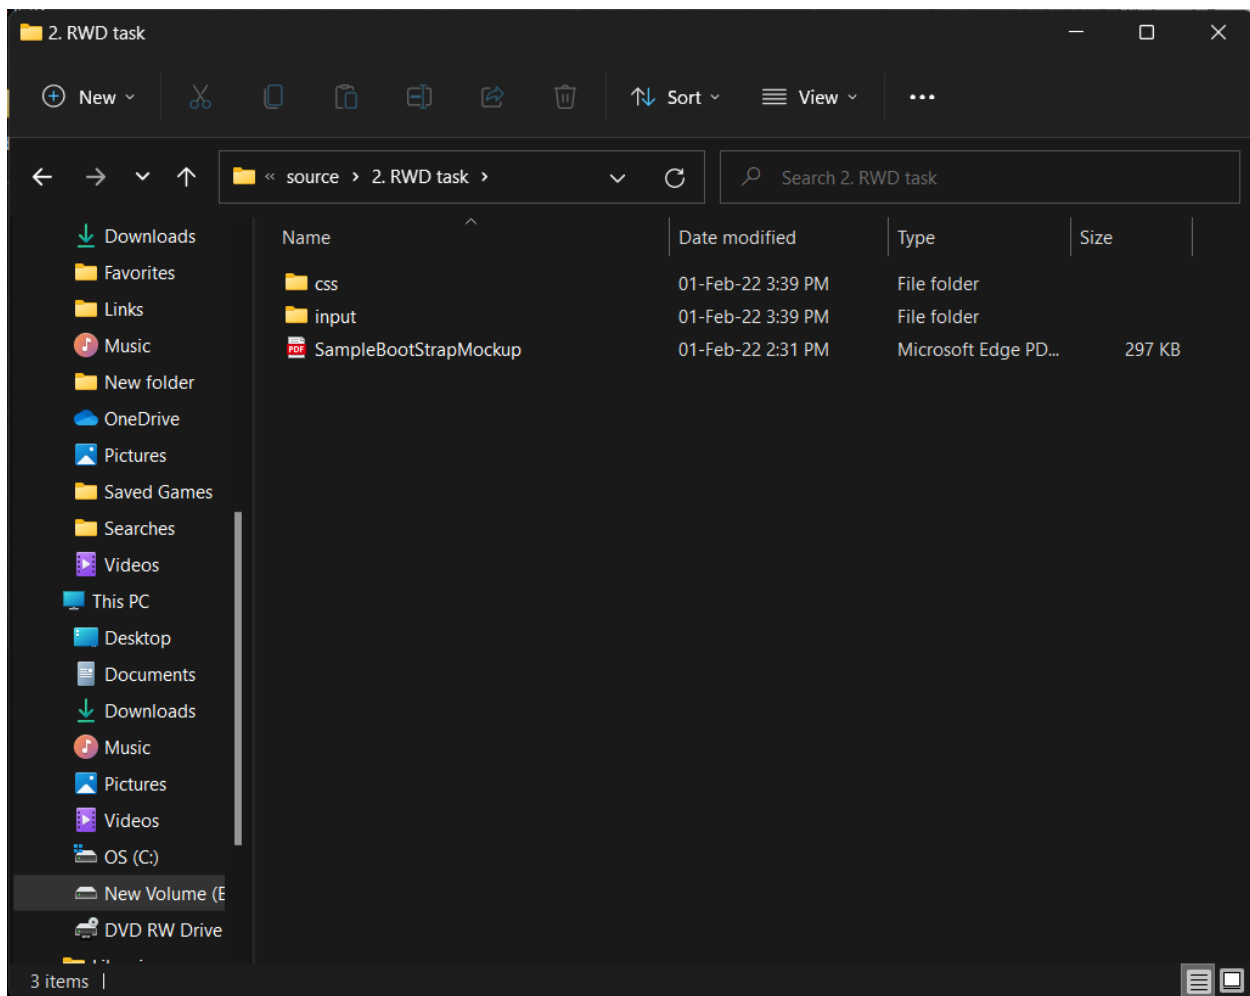 2. RWD task
New Sort View
« source › 2. RWD task › Search 2. RWD task
Name Date modified Type Size
css 01-Feb-22 3:39 PM File folder
input 01-Feb-22 3:39 PM File folder
PDF SampleBootStrapMockup 01-Feb-22 2:31 PM Microsoft Edge PD... 297 KB
Downloads
Favorites
Links
Music
New folder
OneDrive
Pictures
Saved Games
Searches
Videos
This PC
Desktop
Documents
Downloads
Music
Pictures
Videos
OS (C:)
New Volume (E
DVD RW Drive
3 items